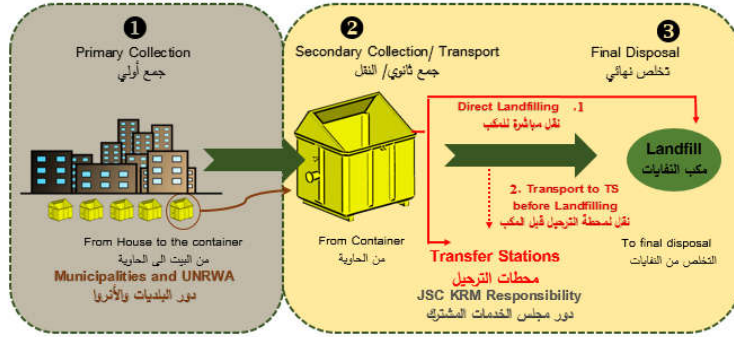 ❶
Primary Collection
جمع أولي
From House to the container
من البيت الى الحاوية
Municipalities and UNRWA
دور البلديات والأنروا
❷
Secondary Collection/ Transport
جمع ثانوي/ النقل
Direct Landfilling .1
نقل مباشرة للمكب
2. Transport to TS
before Landfilling
نقل لمحطة الترحيل قبل المكب
From Container
من الحاوية
Transfer Stations
محطات الترحيل
JSC KRM Responsibility
دور مجلس الخدمات المشترك
❸
Final Disposal
تخلص نهائي
Landfill
مكب النفايات
To final disposal
التخلص من النفايات